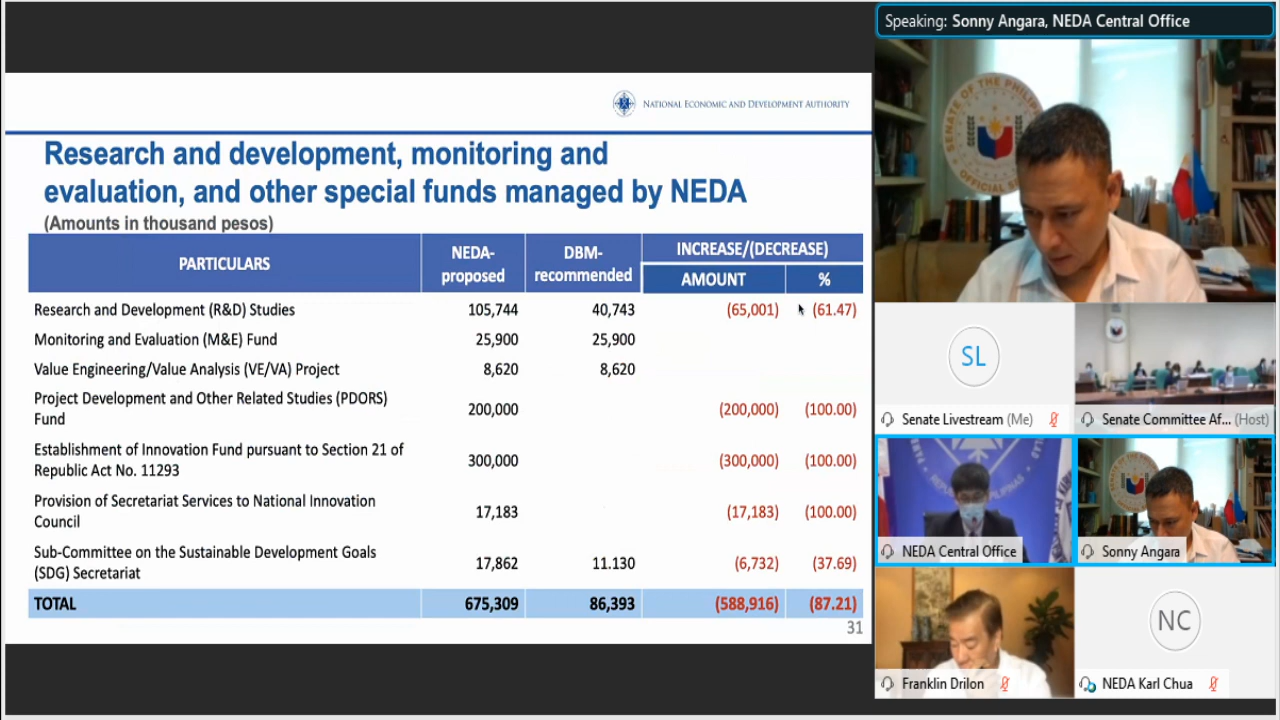 Speaking: Sonny Angara, NEDA Central Office
NATIONAL ECONOMIC AND DEVELOPMENT AUTHORITY
Research and development, monitoring and
evaluation, and other special funds managed by NEDA
(Amounts in thousand pesos)
PARTICULARS NEDA-proposed DBM-recommended INCREASE/(DECREASE)
AMOUNT %
Research and Development (R&D) Studies 105,744 40,743 (65,001) (61.47)
Monitoring and Evaluation (M&E) Fund 25,900 25,900
Value Engineering/Value Analysis (VE/VA) Project 8,620 8,620
Project Development and Other Related Studies (PDORS)
Fund 200,000 (200,000) (100.00)
Establishment of Innovation Fund pursuant to Section 21 of
Republic Act No. 11293 300,000 (300,000) (100.00)
Provision of Secretariat Services to National Innovation
Council 17,183 (17,183) (100.00)
Sub-Committee on the Sustainable Development Goals
(SDG) Secretariat 17,862 11.130 (6,732) (37.69)
TOTAL 675,309 86,393 (588,916) (87.21)
31
SENATE OF THE PHILIP
OFFICIAL
SL
Senate Livestream (Me)
Senate Committee Af... (Host)
NEDA Central Office
Sonny Angara
Franklin Drilon
NC
NEDA Karl Chua